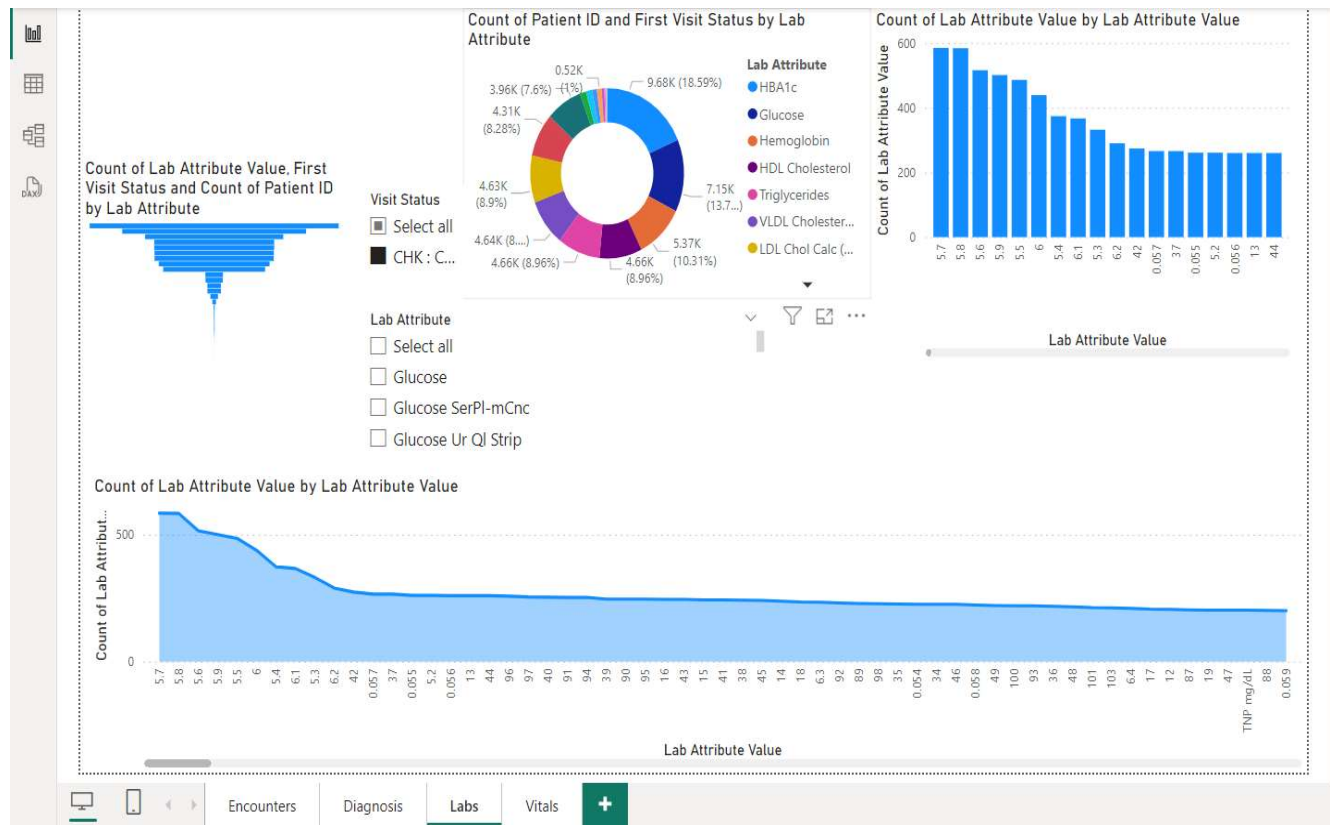 Count of Patient ID and First Visit Status by Lab
Attribute
0.52K
(1%)
3.96K (7.6%)
4.31K
(8.28%)
4.63K
(8.9%)
4.64K (8....)
4.66K (8.96%)
4.66K
(8.96%)
5.37K
(10.31%)
7.15K
(13.7...)
9.68K (18.59%)
Lab Attribute
HBA1c
Glucose
Hemoglobin
HDL Cholesterol
Triglycerides
VLDL Cholester...
LDL Chol Calc (...
Count of Lab Attribute Value by Lab Attribute Value
Count of Lab Attribute Value
600
400
200
0
5.7
5.8
5.6
5.9
5.5
6
5.4
6.1
5.3
6.2
42
0.057
37
0.055
5.2
0.056
13
44
Lab Attribute Value
DAX
Count of Lab Attribute Value, First
Visit Status and Count of Patient ID
by Lab Attribute
Visit Status
Select all
CHK : C...
Lab Attribute
Select all
Glucose
Glucose SerPl-mCnc
Glucose Ur Ql Strip
Count of Lab Attribute Value by Lab Attribute Value
Count of Lab Attribut...
500
0
5.7
5.8
5.6
5.9
5.5
6
5.4
6.1
5.3
6.2
42
0.057
37
0.055
5.2
0.056
13
44
96
97
40
91
94
39
90
95
16
43
15
41
38
45
14
18
6.3
92
89
98
35
0.054
34
46
0.058
49
100
93
36
48
101
103
6.4
17
12
87
19
47
TNP mg/dL
88
0.059
Lab Attribute Value
Encounters
Diagnosis
Labs
Vitals
+